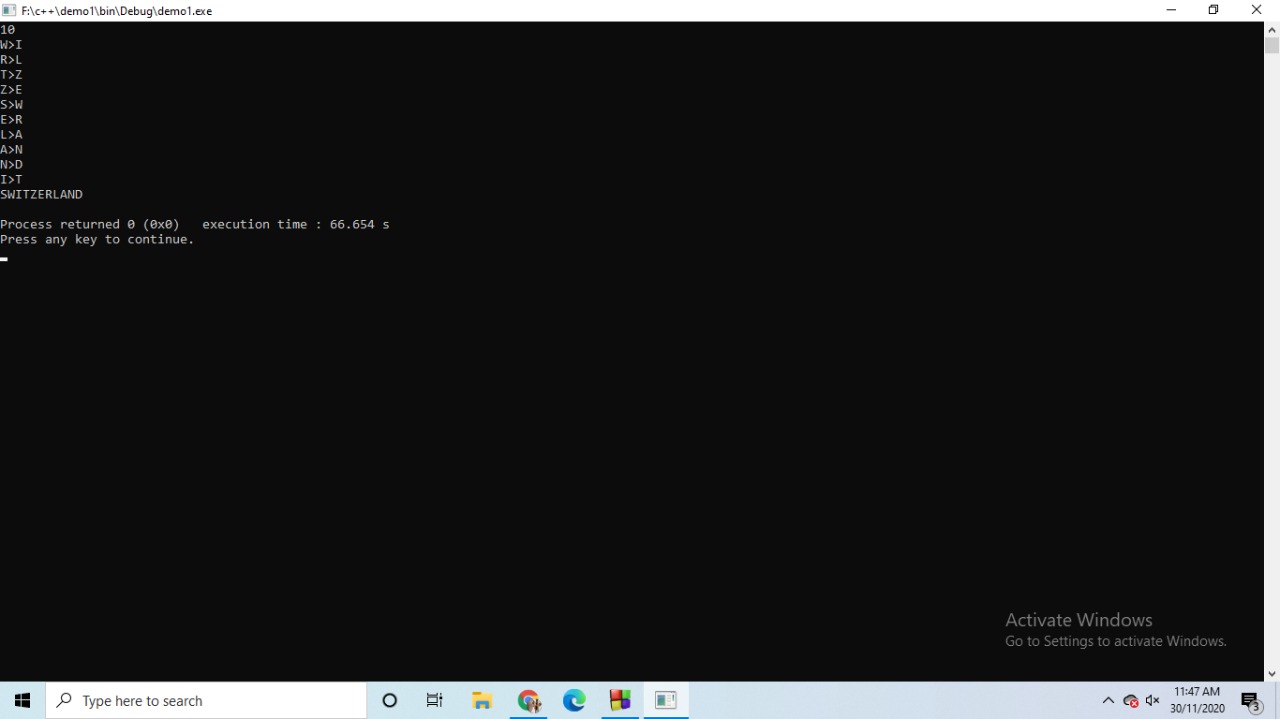 F:\c++\demo1\bin\Debug\demo1.exe
10
W>I
R>L
T>Z
Z>E
S>W
E>R
L>A
A>N
N>D
I>T
SWITZERLAND
Process returned 0 (0x0)   execution time : 66.654 s
Press any key to continue.
Activate Windows
Go to Settings to activate Windows.
Type here to search
11:47 AM
30/11/2020
3